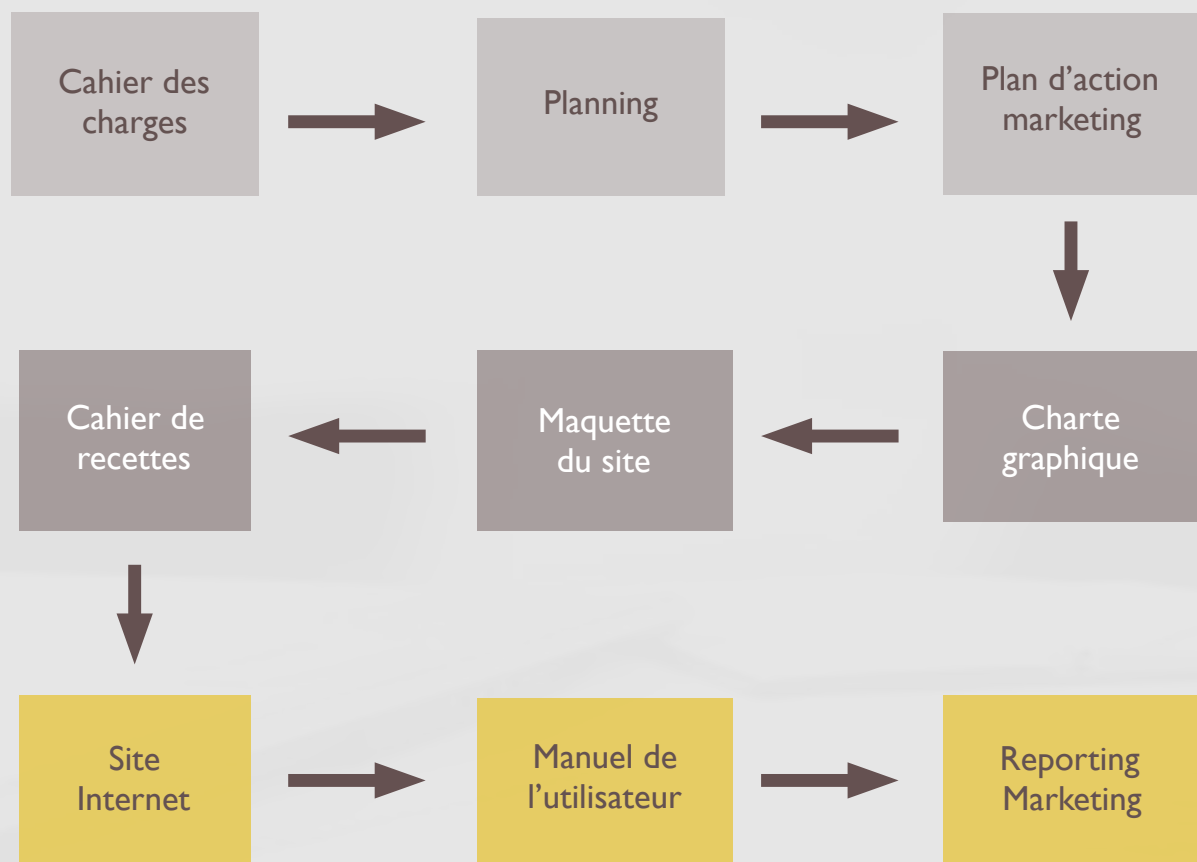 Cahier des
charges
Planning
Plan d’action
marketing
Cahier de
recettes
Maquette
du site
Charte
graphique
Site
Internet
Manuel de
l’utilisateur
Reporting
Marketing